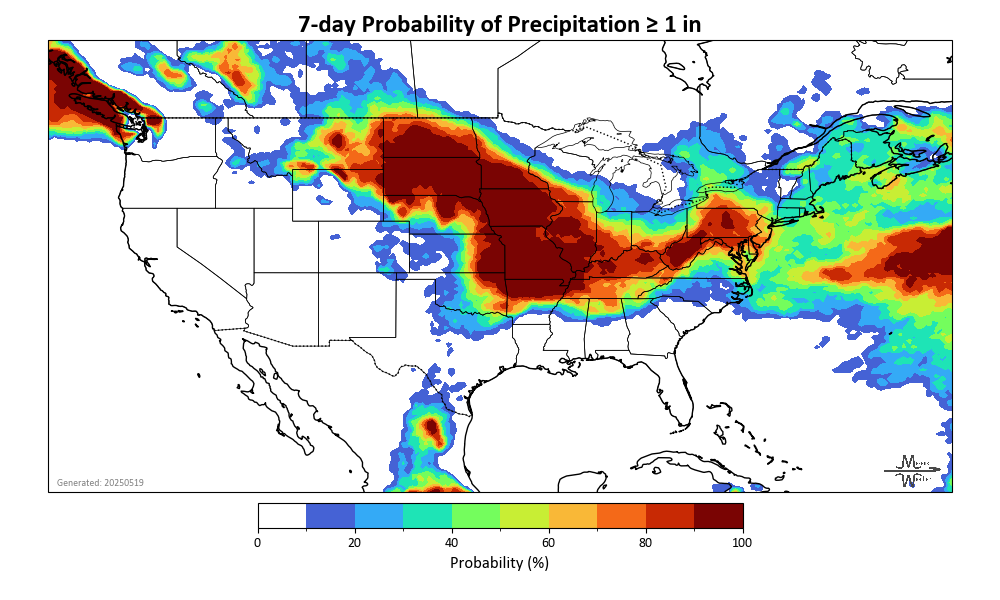 7-day Probability of Precipitation ≥ 1 in
Generated: 20250519
0 20 40 60 80 100
Probability (%)